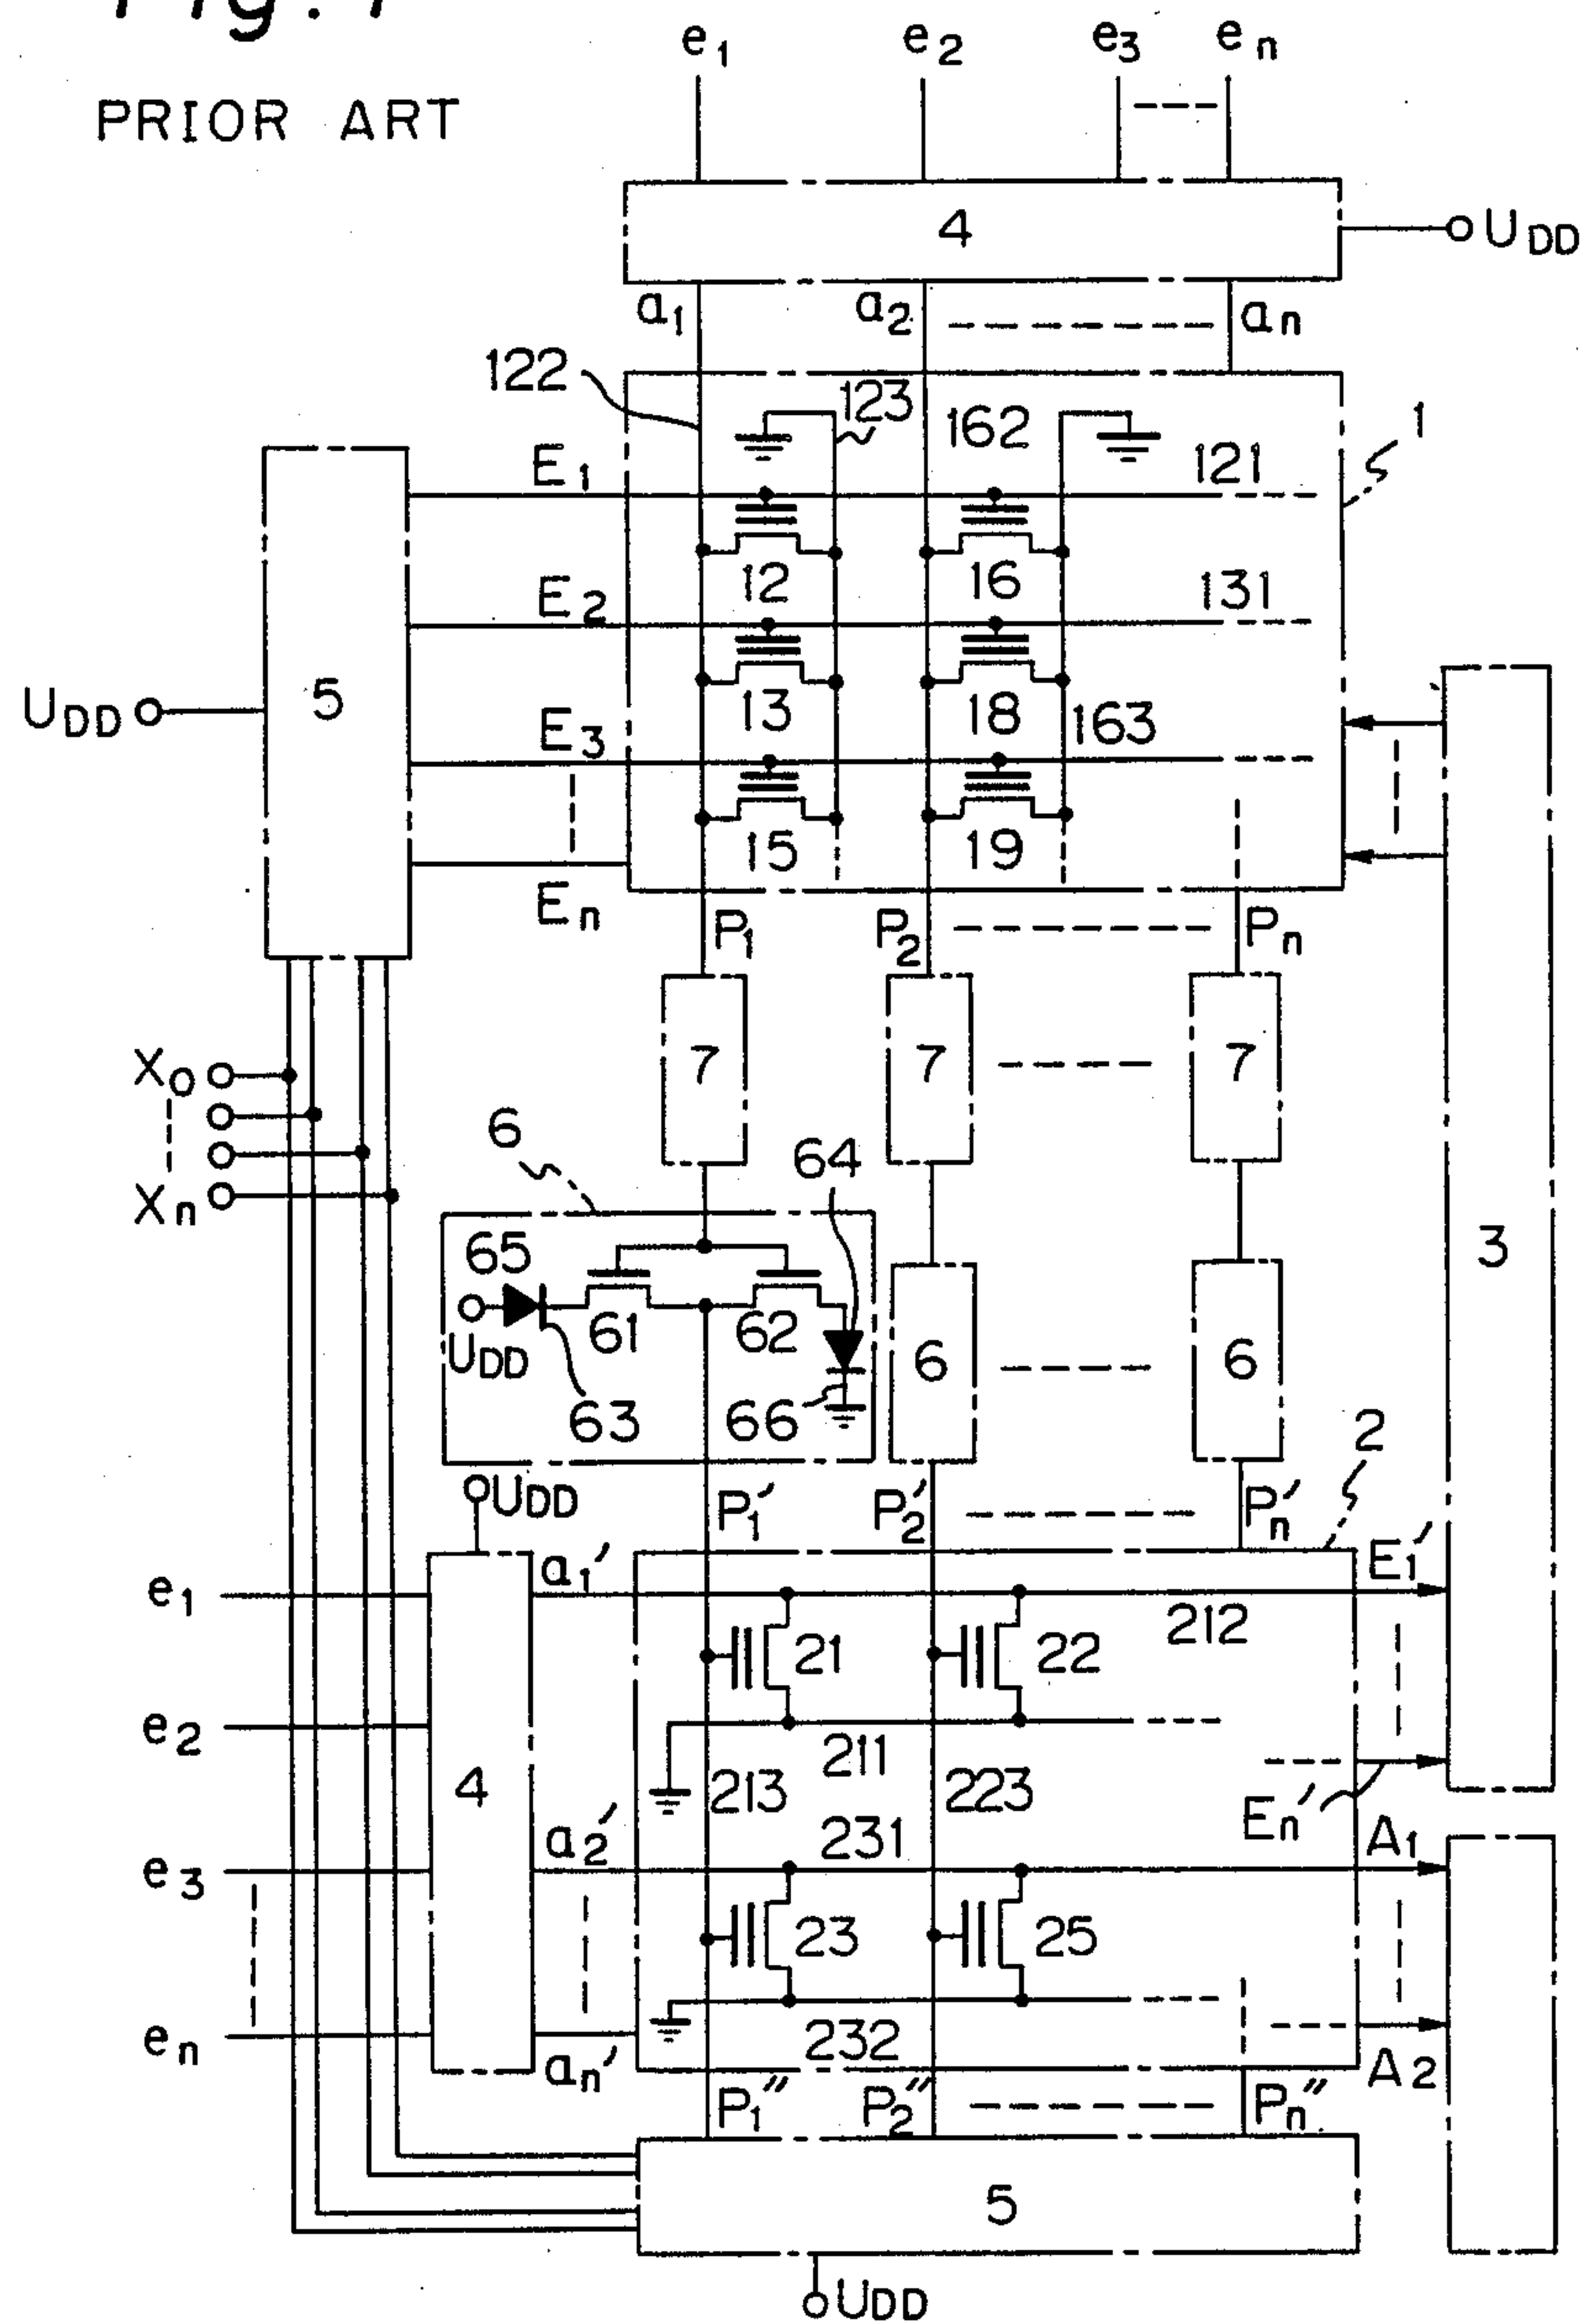 Fig. 1
PRIOR ART
e1 e2 e3 en
4 UDD
a1 a2 an
122 123 162 1
E1 121
12 16
E2 131
5 13 18
UDD
E3 163
15 19
En
P1 P2 Pn
7 7 7
X0
Xn
6 64
3
65
UDD 61 62 6 6
63 66
2
UDD P1' P2' Pn'
e1 a1' E1'
212
21 22
e2
211
4 213 223
En'
a2' 231 A1
e3
23 25
en 232
an' A2
P1" P2" Pn"
5
UDD